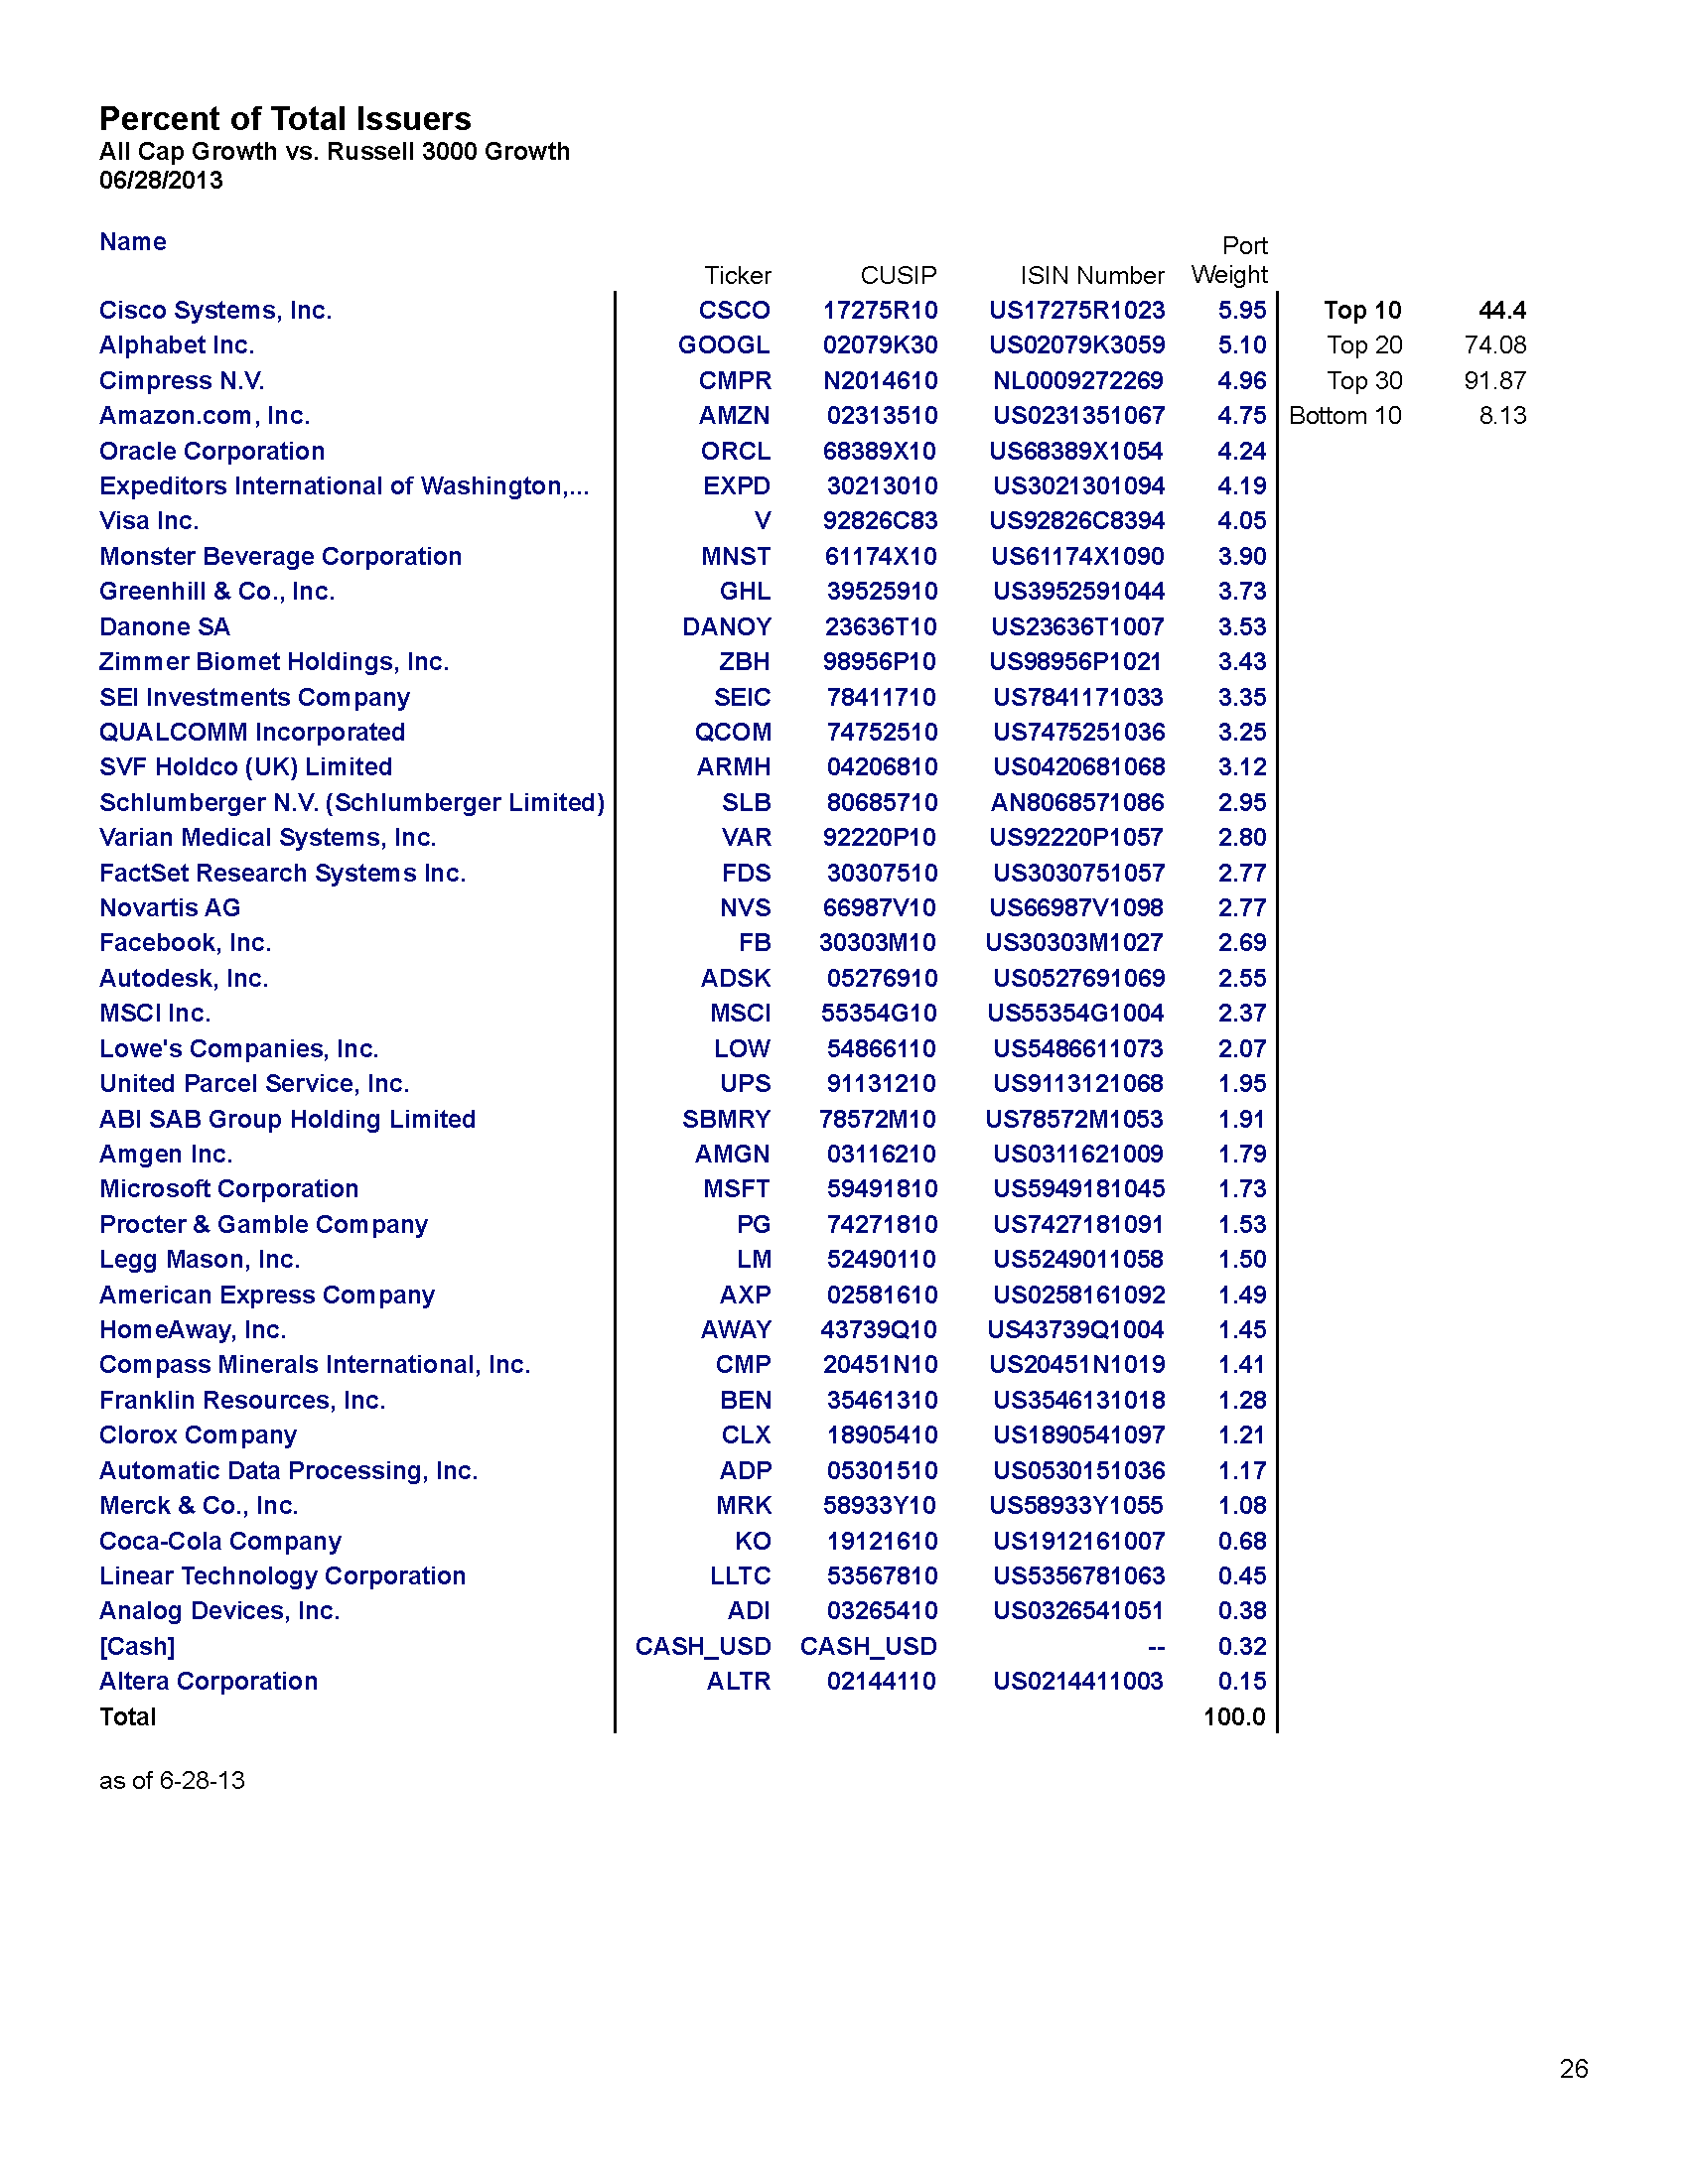 Percent of Total Issuers
All Cap Growth vs. Russell 3000 Growth
06/28/2013
Name Ticker CUSIP ISIN Number Port Weight
Cisco Systems, Inc. CSCO 17275R10 US17275R1023 5.95 Top 10 44.4
Alphabet Inc. GOOGL 02079K30 US02079K3059 5.10 Top 20 74.08
Cimpress N.V. CMPR N2014610 NL0009272269 4.96 Top 30 91.87
Amazon.com, Inc. AMZN 02313510 US0231351067 4.75 Bottom 10 8.13
Oracle Corporation ORCL 68389X10 US68389X1054 4.24
Expeditors International of Washington,... EXPD 30213010 US3021301094 4.19
Visa Inc. V 92826C83 US92826C8394 4.05
Monster Beverage Corporation MNST 61174X10 US61174X1090 3.90
Greenhill & Co., Inc. GHL 39525910 US3952591044 3.73
Danone SA DANOY 23636T10 US23636T1007 3.53
Zimmer Biomet Holdings, Inc. ZBH 98956P10 US98956P1021 3.43
SEI Investments Company SEIC 78411710 US7841171033 3.35
QUALCOMM Incorporated QCOM 74752510 US7475251036 3.25
SVF Holdco (UK) Limited ARMH 04206810 US0420681068 3.12
Schlumberger N.V. (Schlumberger Limited) SLB 80685710 AN8068571086 2.95
Varian Medical Systems, Inc. VAR 92220P10 US92220P1057 2.80
FactSet Research Systems Inc. FDS 30307510 US3030751057 2.77
Novartis AG NVS 66987V10 US66987V1098 2.77
Facebook, Inc. FB 30303M10 US30303M1027 2.69
Autodesk, Inc. ADSK 05276910 US0527691069 2.55
MSCI Inc. MSCI 55354G10 US55354G1004 2.37
Lowe's Companies, Inc. LOW 54866110 US5486611073 2.07
United Parcel Service, Inc. UPS 91131210 US9113121068 1.95
ABI SAB Group Holding Limited SBMRY 78572M10 US78572M1053 1.91
Amgen Inc. AMGN 03116210 US0311621009 1.79
Microsoft Corporation MSFT 59491810 US5949181045 1.73
Procter & Gamble Company PG 74271810 US7427181091 1.53
Legg Mason, Inc. LM 52490110 US5249011058 1.50
American Express Company AXP 02581610 US0258161092 1.49
HomeAway, Inc. AWAY 43739Q10 US43739Q1004 1.45
Compass Minerals International, Inc. CMP 20451N10 US20451N1019 1.41
Franklin Resources, Inc. BEN 35461310 US3546131018 1.28
Clorox Company CLX 18905410 US1890541097 1.21
Automatic Data Processing, Inc. ADP 05301510 US0530151036 1.17
Merck & Co., Inc. MRK 58933Y10 US58933Y1055 1.08
Coca-Cola Company KO 19121610 US1912161007 0.68
Linear Technology Corporation LLTC 53567810 US5356781063 0.45
Analog Devices, Inc. ADI 03265410 US0326541051 0.38
[Cash] CASH_USD CASH_USD -- 0.32
Altera Corporation ALTR 02144110 US0214411003 0.15
Total 100.0
as of 6-28-13
26